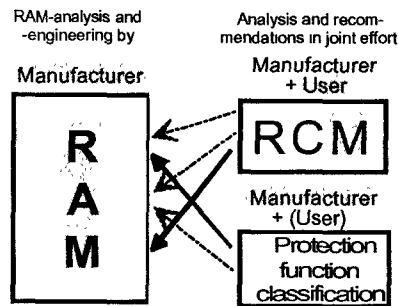 RAM-analysis and
-engineering by
Manufacturer
R
A
M
Analysis and recom-
mendations in joint effort
Manufacturer
+ User
RCM
Manufacturer
+ (User)
Protection
function
classification